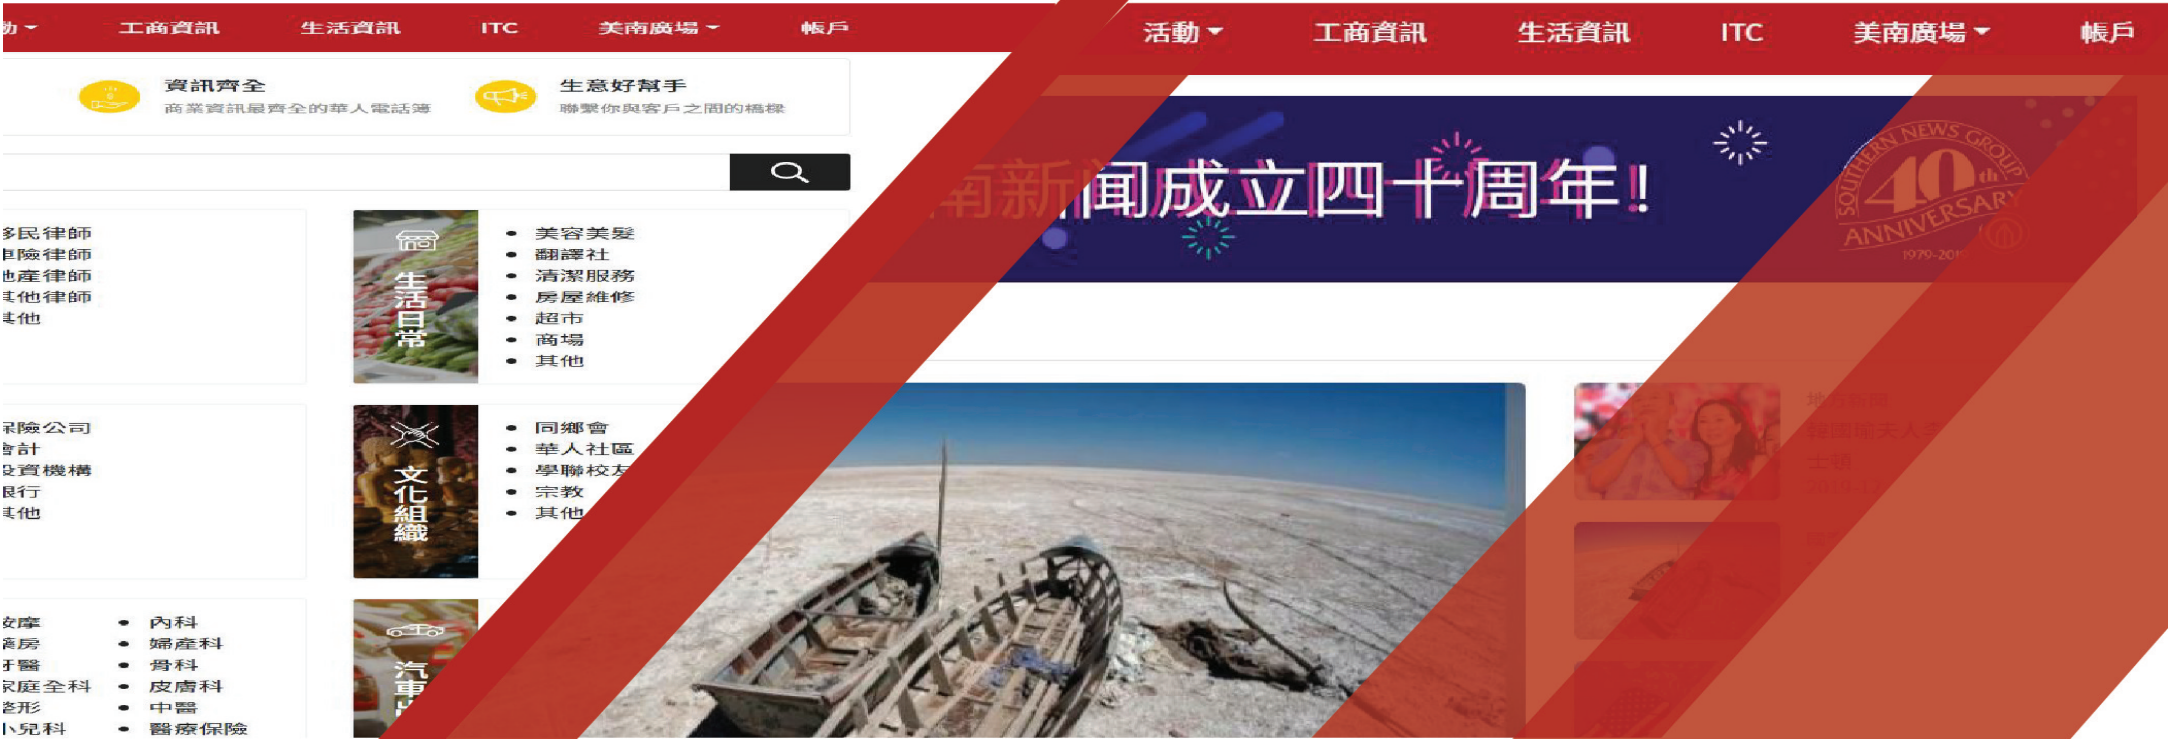 工商資訊
生活資訊
ITC
美南廣場
帳戶
活動
工商資訊
生活資訊
ITC
美南廣場
帳戶
資訊齊全
商業資訊最齊全的華人電話簿
生意好幫手
聯繫你與客戶之間的橋樑
南新闻成立四十周年!
SOUTHERN NEWS GROUP
40th
ANNIVERSARY
移民律師
車險律師
地產律師
其他律師
其他
生活日常
美容美髮
翻譯社
清潔服務
房屋維修
超市
商場
其他
保險公司
會計
投資機構
銀行
其他
文化組織
同鄉會
華人社區
學聯校友
宗教
其他
按摩
藥房
牙醫
家庭全科
整形
小兒科
內科
婦產科
骨科
皮膚科
中醫
醫療保險
汽車